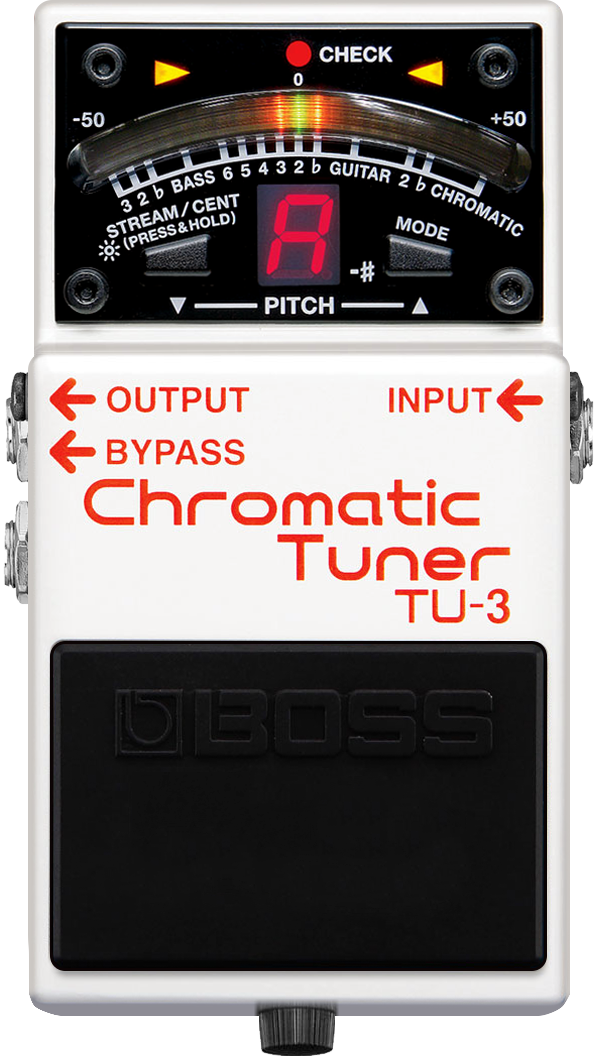 CHECK
0
-50 +50
3 2 ♭ BASS 6 5 4 3 2 ♭ GUITAR 2 ♭ CHROMATIC
STREAM/CENT
(PRESS&HOLD)
MODE
A
-#
▼ PITCH ▲
OUTPUT INPUT
BYPASS
Chromatic
Tuner
TU-3
BOSS